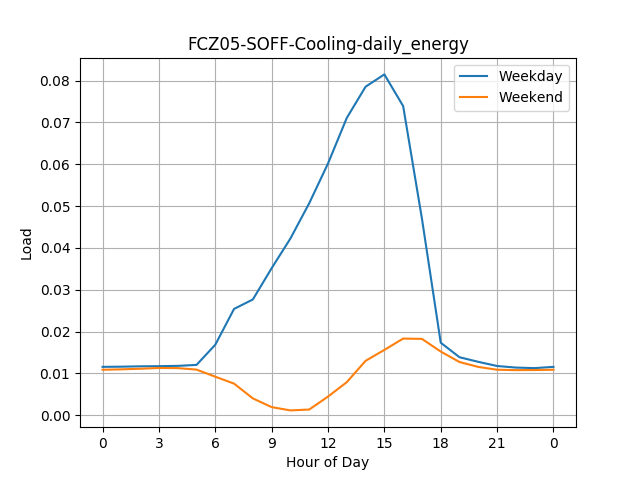 FCZ05-SOFF-Cooling-daily_energy
Weekday
Weekend
0.08
0.07
0.06
0.05
0.04
0.03
0.02
0.01
0.00
Load
0 3 6 9 12 15 18 21 0
Hour of Day